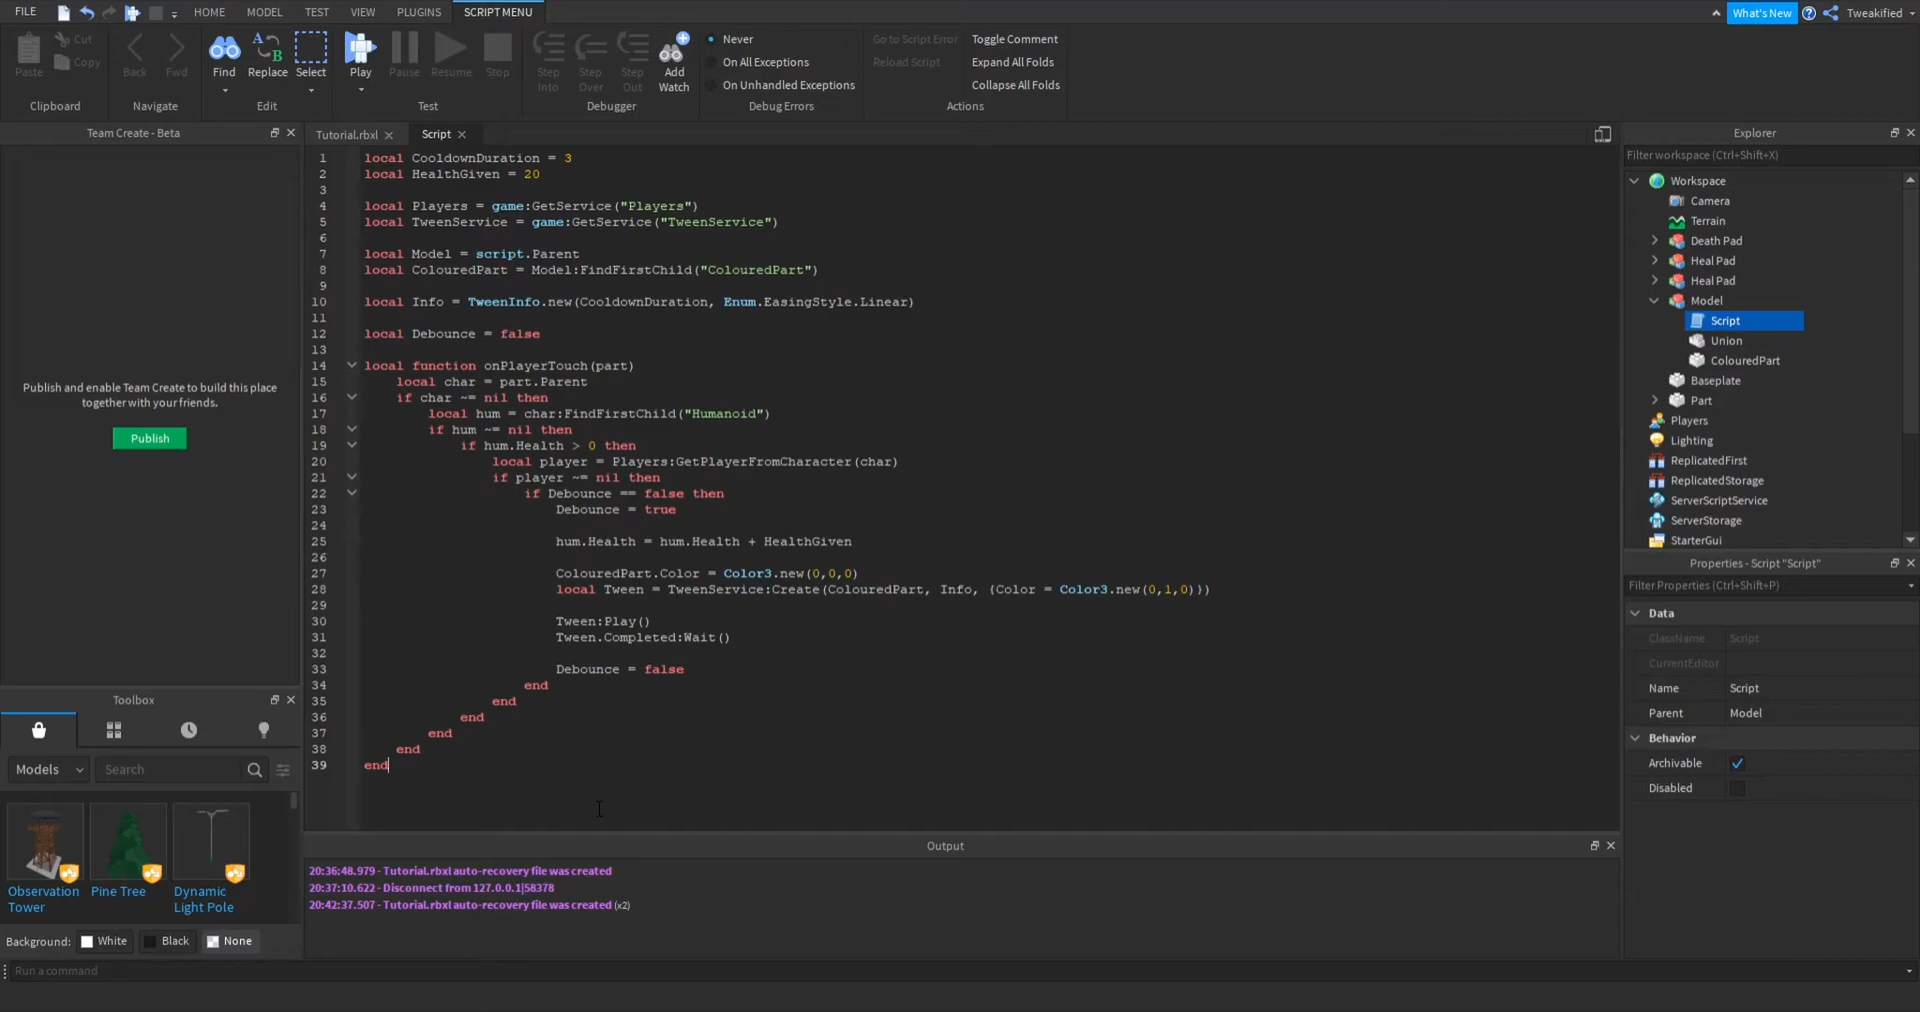 FILE HOME MODEL TEST VIEW PLUGINS SCRIPT MENU What's New Tweakified
Paste Cut Copy
Back Fwd
Find Replace Select
Play Pause Resume Stop
Step Into Step Over Step Out Add Watch
Never
On All Exceptions
On Unhandled Exceptions
Go to Script Error Toggle Comment
Reload Script Expand All Folds
Collapse All Folds
Clipboard Navigate Edit Test Debugger Debug Errors Actions
Team Create - Beta
Publish and enable Team Create to build this place
together with your friends.
Publish
Toolbox
Models Search
Observation Tower
Pine Tree
Dynamic Light Pole
Background: White Black None
Tutorial.rbxl Script
1 local CooldownDuration = 3
2 local HealthGiven = 20
3
4 local Players = game:GetService("Players")
5 local TweenService = game:GetService("TweenService")
6
7 local Model = script.Parent
8 local ColouredPart = Model:FindFirstChild("ColouredPart")
9
10 local Info = TweenInfo.new(CooldownDuration, Enum.EasingStyle.Linear)
11
12 local Debounce = false
13
14 local function onPlayerTouch(part)
15 local char = part.Parent
16 if char ~= nil then
17 local hum = char:FindFirstChild("Humanoid")
18 if hum ~= nil then
19 if hum.Health > 0 then
20 local player = Players:GetPlayerFromCharacter(char)
21 if player ~= nil then
22 if Debounce == false then
23 Debounce = true
24
25 hum.Health = hum.Health + HealthGiven
26
27 ColouredPart.Color = Color3.new(0,0,0)
28 local Tween = TweenService:Create(ColouredPart, Info, {Color = Color3.new(0,1,0)})
29
30 Tween:Play()
31 Tween.Completed:Wait()
32
33 Debounce = false
34 end
35 end
36 end
37 end
38 end
39 end
Output
20:36:48.979 - Tutorial.rbxl auto-recovery file was created
20:37:10.622 - Disconnect from 127.0.0.1|58378
20:42:37.507 - Tutorial.rbxl auto-recovery file was created (x2)
Run a command
Explorer
Filter workspace (Ctrl+Shift+X)
Workspace
Camera
Terrain
Death Pad
Heal Pad
Heal Pad
Model
Script
Union
ColouredPart
Baseplate
Part
Players
Lighting
ReplicatedFirst
ReplicatedStorage
ServerScriptService
ServerStorage
StarterGui
Properties - Script "Script"
Filter Properties (Ctrl+Shift+P)
Data
ClassName Script
CurrentEditor
Name Script
Parent Model
Behavior
Archivable
Disabled